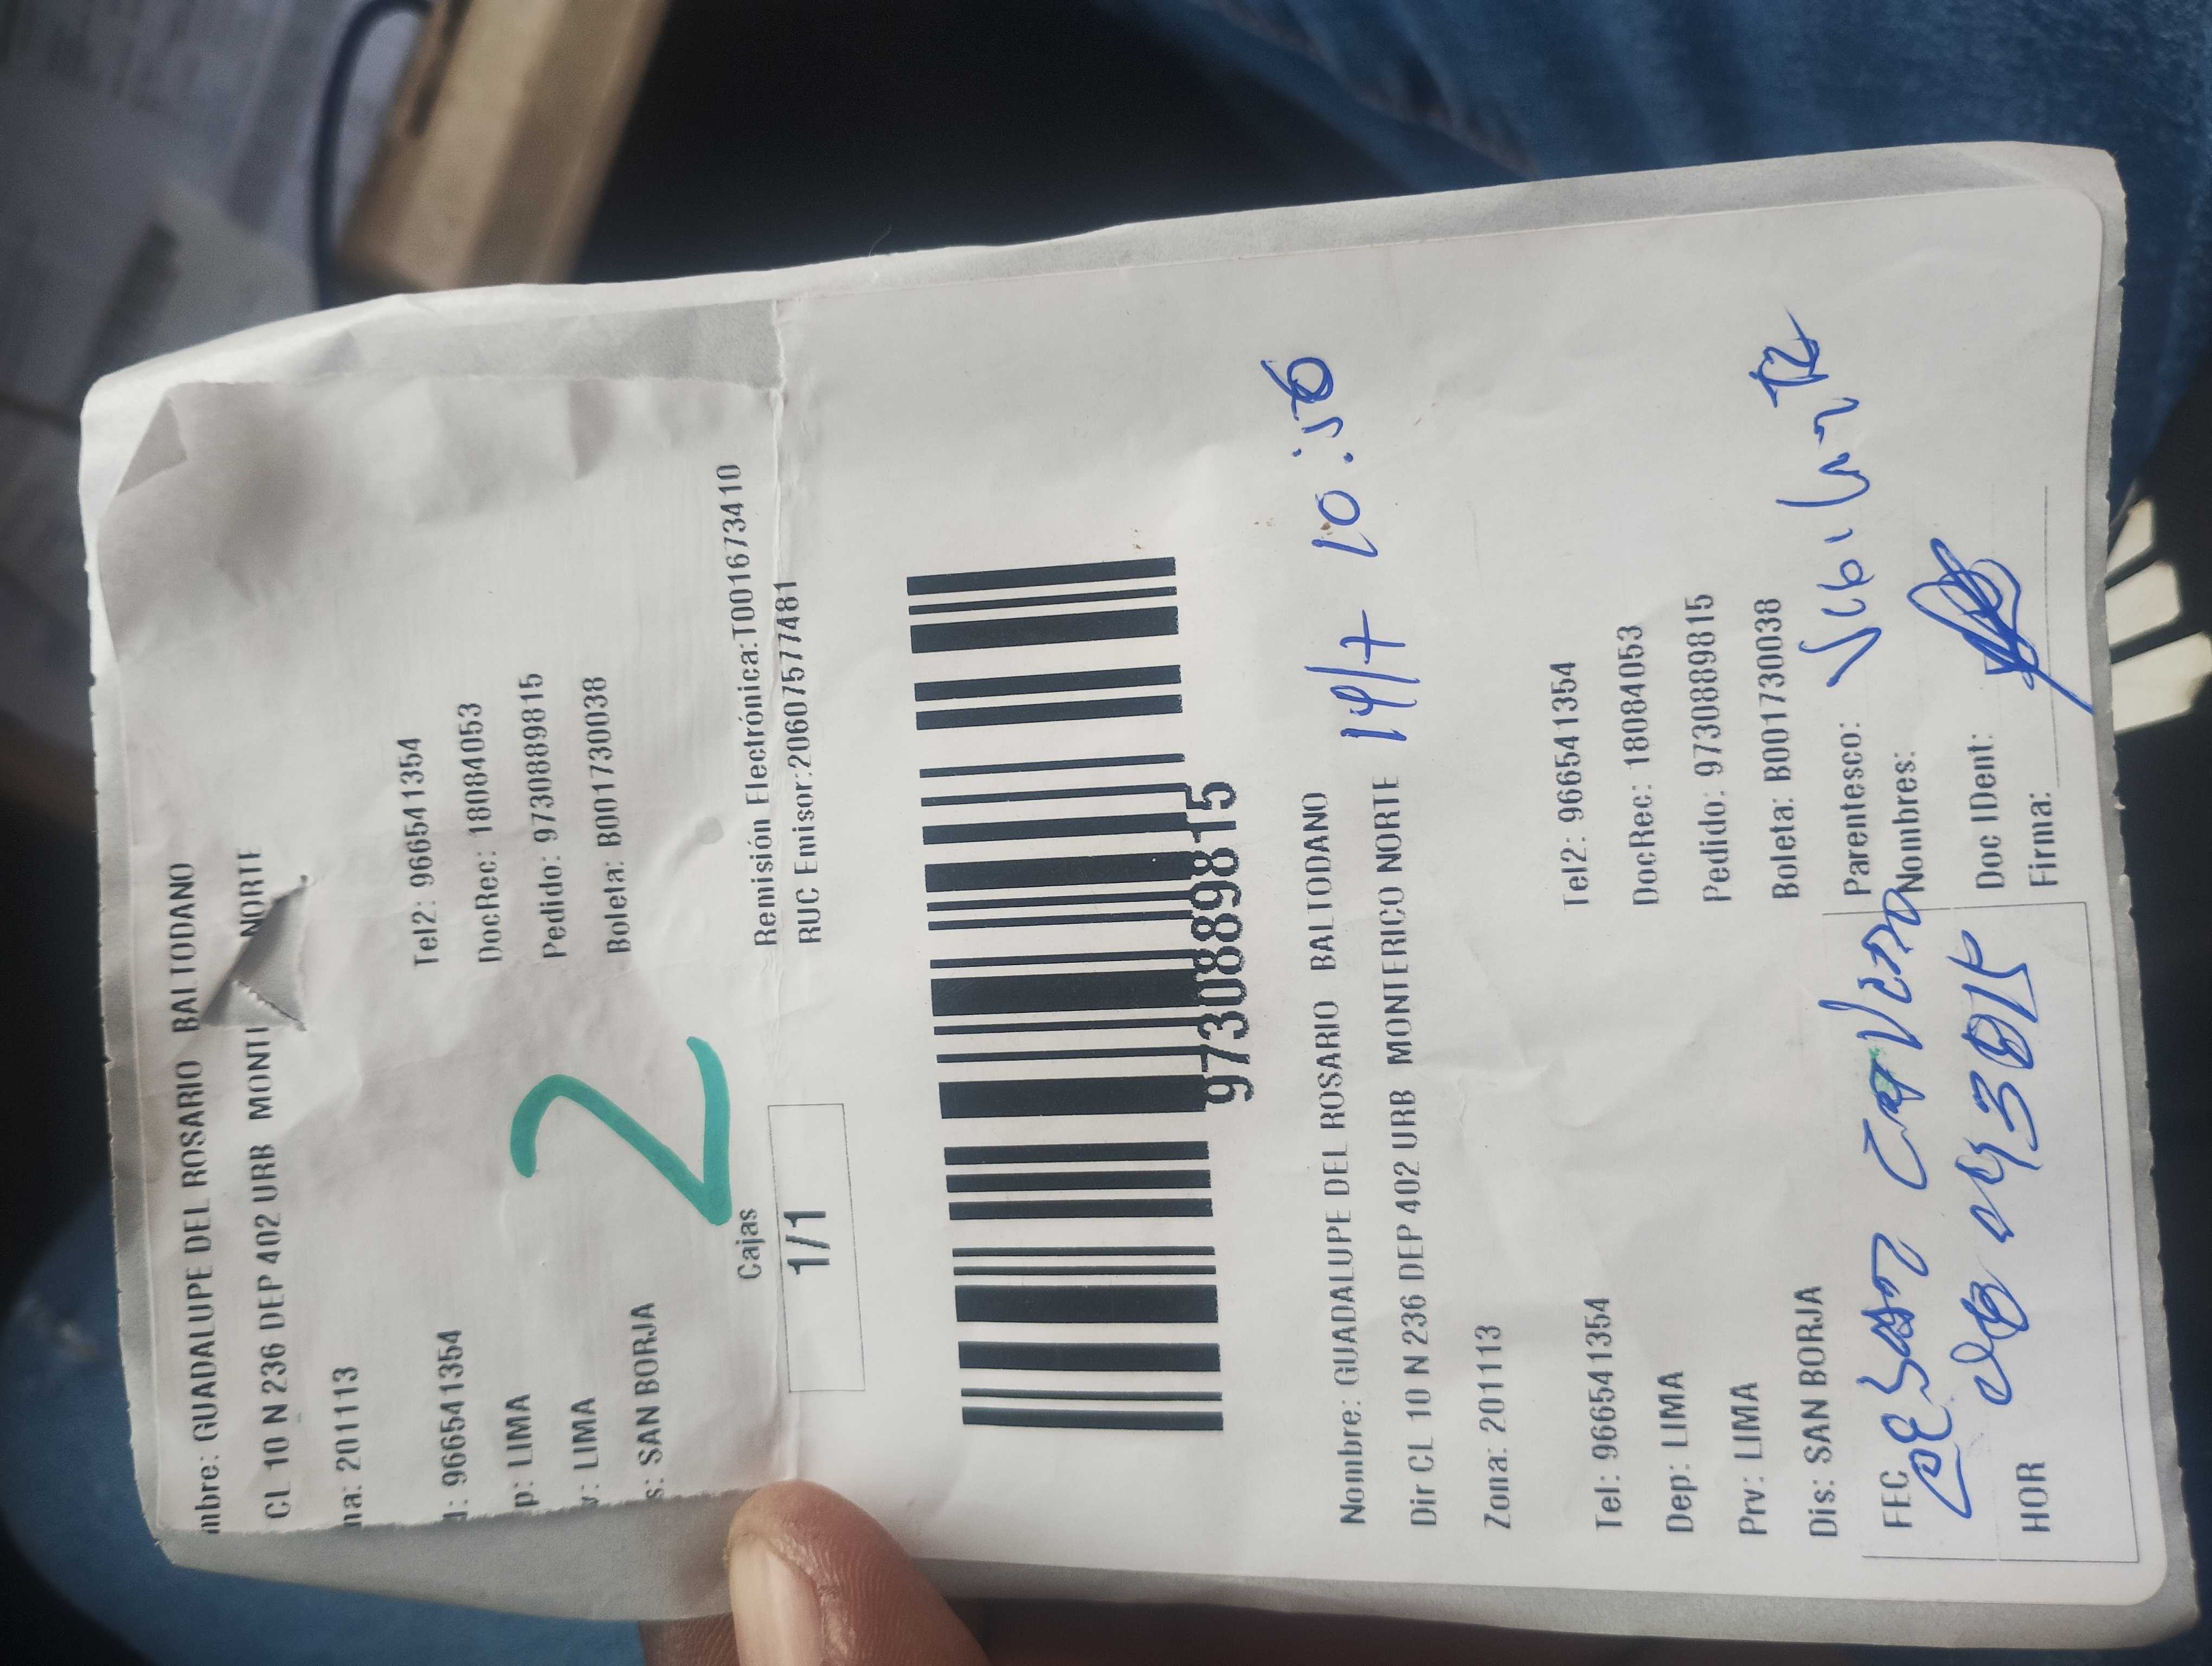 mbre: GUADALUPE DEL ROSARIO BALTODANO
CL 10 N 236 DEP 402 URB MONTE NORTE
na: 201113
l: 966541354 Tel2: 966541354
DocRec: 18084053
p: LIMA Pedido: 9730889815
v: LIMA Boleta: B001730038
s: SAN BORJA
2
Cajas Remisión Electrónica:T001673410
1/1 RUC Emisor:20607577481
9730889815
Nombre: GUADALUPE DEL ROSARIO BALTODANO
14/7 10:56
Dir CL 10 N 236 DEP 402 URB MONTERICO NORTE
Zona: 201113
Tel: 966541354 Tel2: 966541354
Dep: LIMA DocRec: 18084053
Prv: LIMA Pedido: 9730889815
Dis: SAN BORJA Boleta: B001730038
FEC Parentesco:
Nombres:
HOR Doc IDent:
Firma: